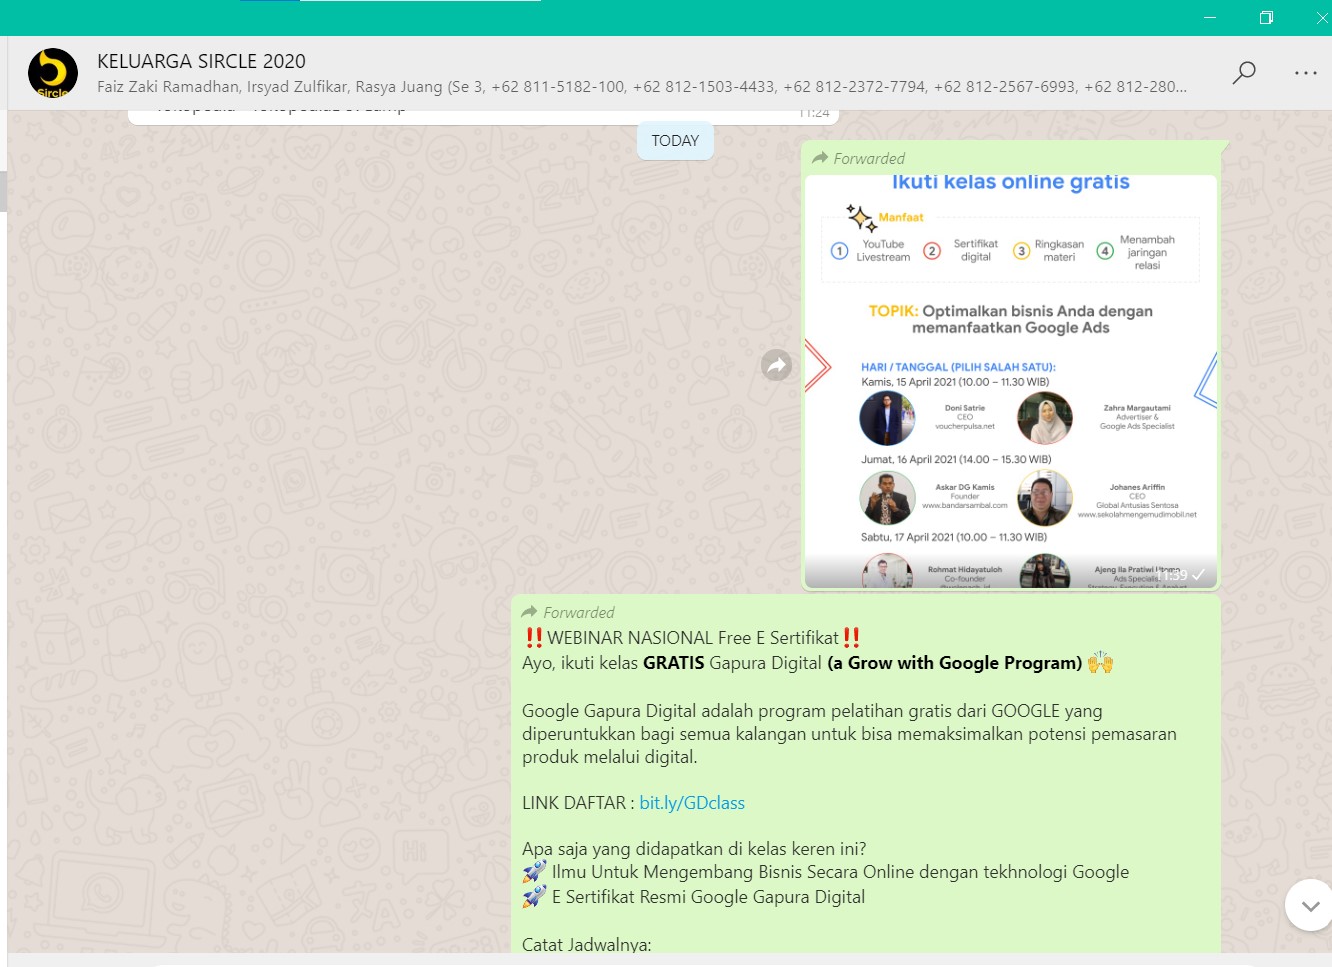 KELUARGA SIRCLE 2020
Faiz Zaki Ramadhan, Irsyad Zulfikar, Rasya Juang (Se 3, +62 811-5182-100, +62 812-1503-4433, +62 812-2372-7794, +62 812-2567-6993, +62 812-280...
Sircle
11:24
TODAY
Forwarded
Ikuti kelas online gratis
Manfaat
1 YouTube Livestream
2 Sertifikat digital
3 Ringkasan materi
4 Menambah jaringan relasi
TOPIK: Optimalkan bisnis Anda dengan
memanfaatkan Google Ads
HARI / TANGGAL (PILIH SALAH SATU):
Kamis, 15 April 2021 (10.00 – 11.30 WIB)
Doni Satrie
CEO
voucherpulsa.net
Zahra Margautami
Advertiser &
Google Ads Specialist
Jumat, 16 April 2021 (14.00 – 15.30 WIB)
Askar DG Kamis
Founder
www.bandarsambal.com
Johanes Ariffin
CEO
Global Antusias Sentosa
www.sekolahmengemudimobil.net
Sabtu, 17 April 2021 (10.00 – 11.30 WIB)
Rohmat Hidayatuloh
Co-founder
Ajeng Ila Pratiwi
Ads
11:39
Forwarded
‼️WEBINAR NASIONAL Free E Sertifikat‼️
Ayo, ikuti kelas GRATIS Gapura Digital (a Grow with Google Program) 🙌
Google Gapura Digital adalah program pelatihan gratis dari GOOGLE yang
diperuntukkan bagi semua kalangan untuk bisa memaksimalkan potensi pemasaran
produk melalui digital.
LINK DAFTAR : bit.ly/GDclass
Apa saja yang didapatkan di kelas keren ini?
🚀 Ilmu Untuk Mengembang Bisnis Secara Online dengan tekhnologi Google
🚀 E Sertifikat Resmi Google Gapura Digital
Catat Jadwalnya: